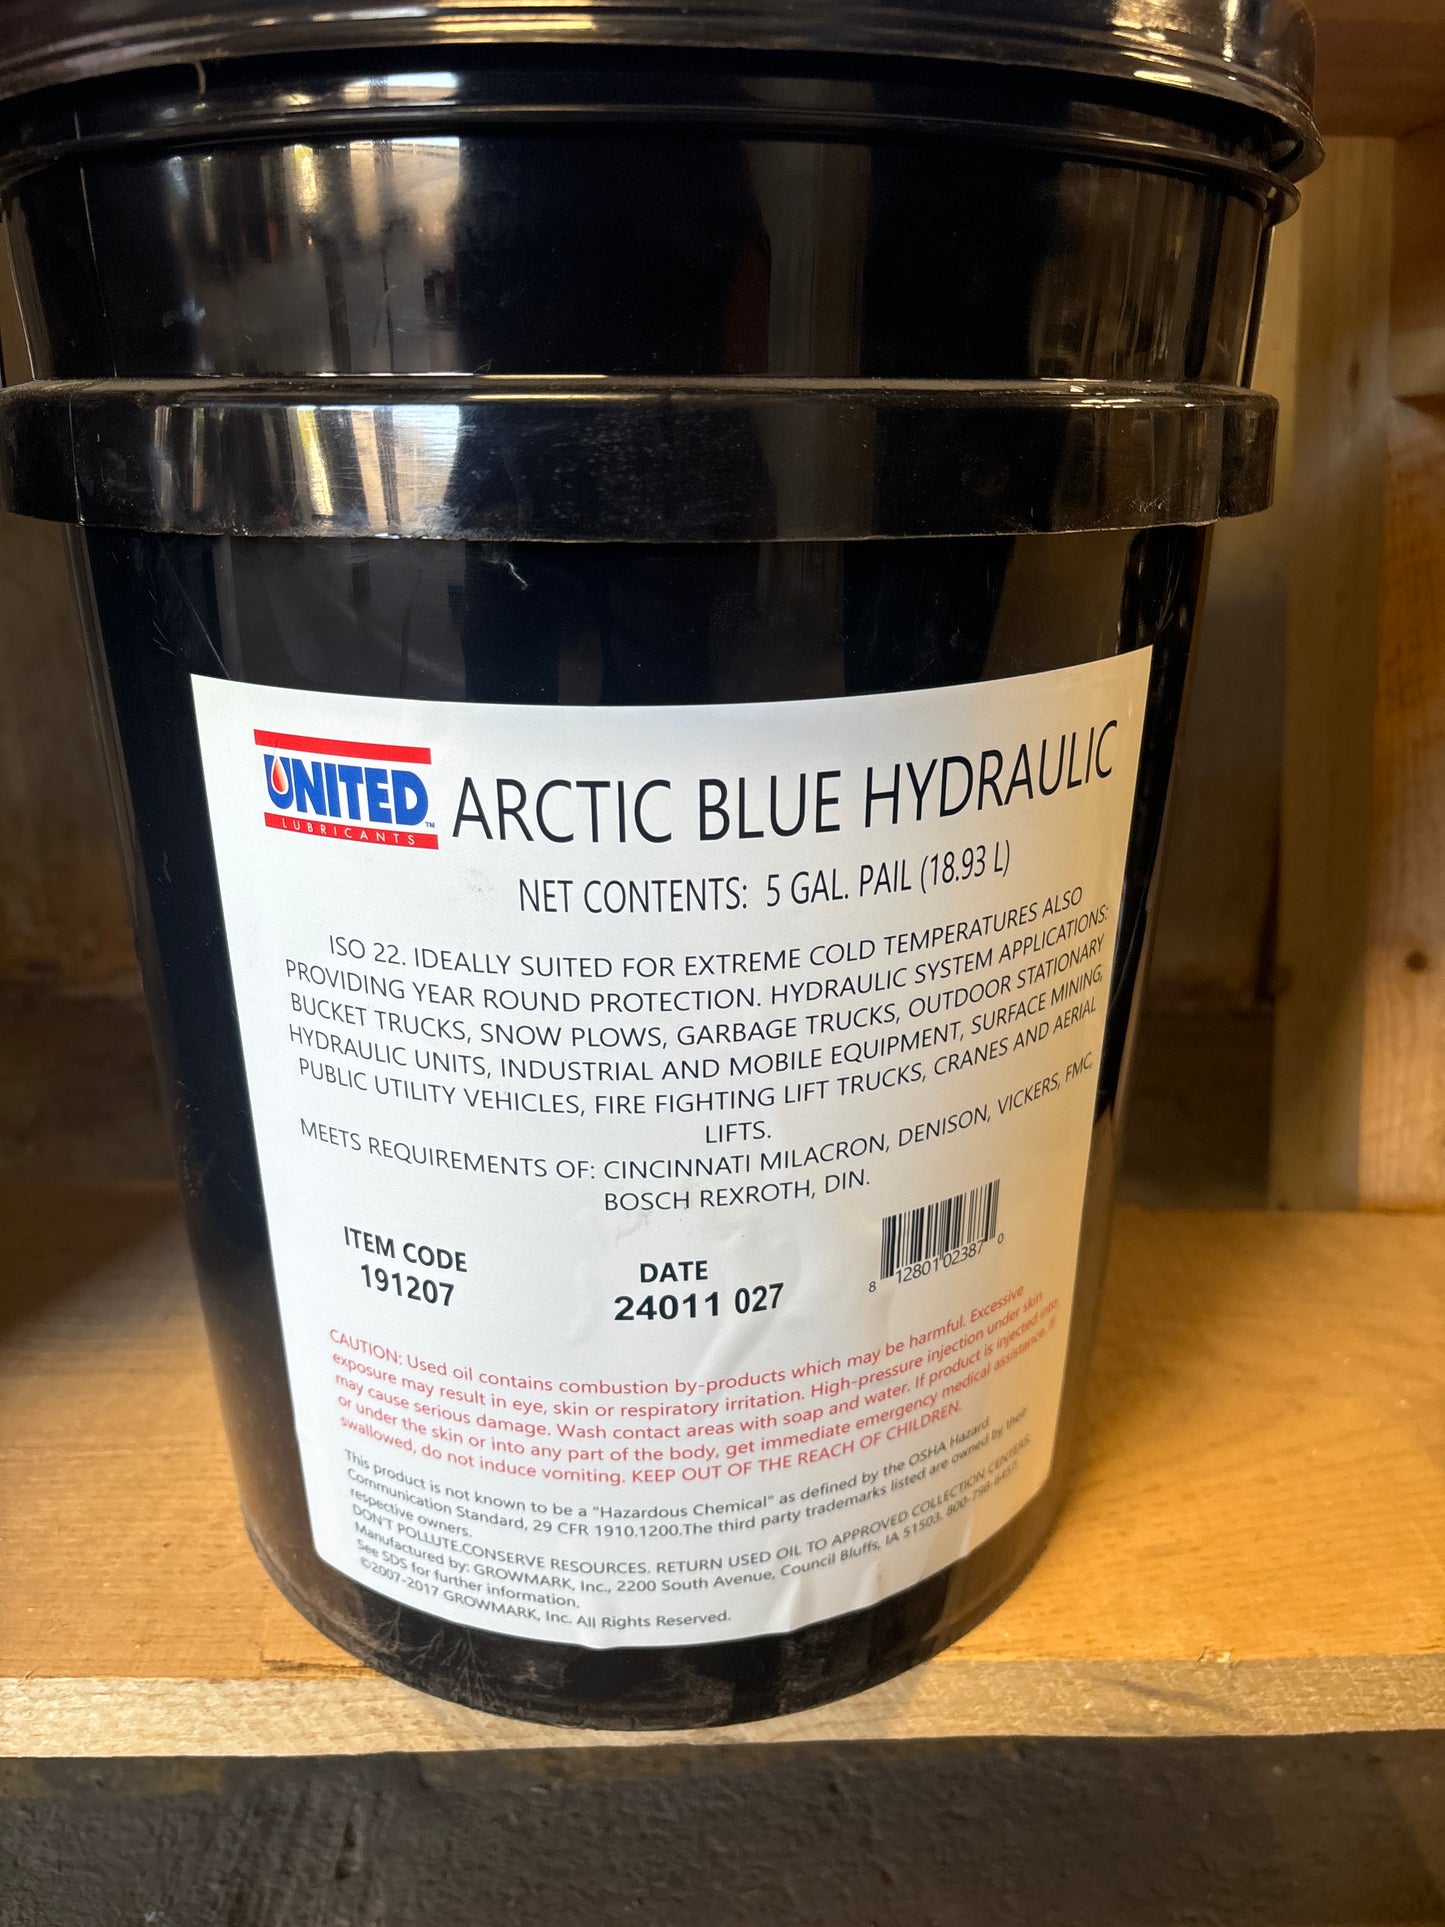 UNITED™
LUBRICANTS
ARCTIC BLUE HYDRAULIC
NET CONTENTS: 5 GAL. PAIL (18.93 L)
ISO 22. IDEALLY SUITED FOR EXTREME COLD TEMPERATURES ALSO
PROVIDING YEAR ROUND PROTECTION. HYDRAULIC SYSTEM APPLICATIONS:
BUCKET TRUCKS, SNOW PLOWS, GARBAGE TRUCKS, OUTDOOR STATIONARY
HYDRAULIC UNITS, INDUSTRIAL AND MOBILE EQUIPMENT, SURFACE MINING,
PUBLIC UTILITY VEHICLES, FIRE FIGHTING LIFT TRUCKS, CRANES AND AERIAL
LIFTS.
MEETS REQUIREMENTS OF: CINCINNATI MILACRON, DENISON, VICKERS, FMC,
BOSCH REXROTH, DIN.
ITEM CODE
191207
DATE
24011 027
8 12801 02387 0
CAUTION: Used oil contains combustion by-products which may be harmful. Excessive
exposure may result in eye, skin or respiratory irritation. High-pressure injection under skin
may cause serious damage. Wash contact areas with soap and water. If product is injected into
or under the skin or into any part of the body, get immediate emergency medical assistance. If
swallowed, do not induce vomiting. KEEP OUT OF THE REACH OF CHILDREN.
This product is not known to be a "Hazardous Chemical" as defined by the OSHA Hazard
Communication Standard, 29 CFR 1910.1200.The third party trademarks listed are owned by their
respective owners.
DON'T POLLUTE.CONSERVE RESOURCES. RETURN USED OIL TO APPROVED COLLECTION CENTERS.
Manufactured by: GROWMARK, Inc., 2200 South Avenue, Council Bluffs, IA 51503. 800-798-6457.
See SDS for further information.
©2007-2017 GROWMARK, Inc. All Rights Reserved.